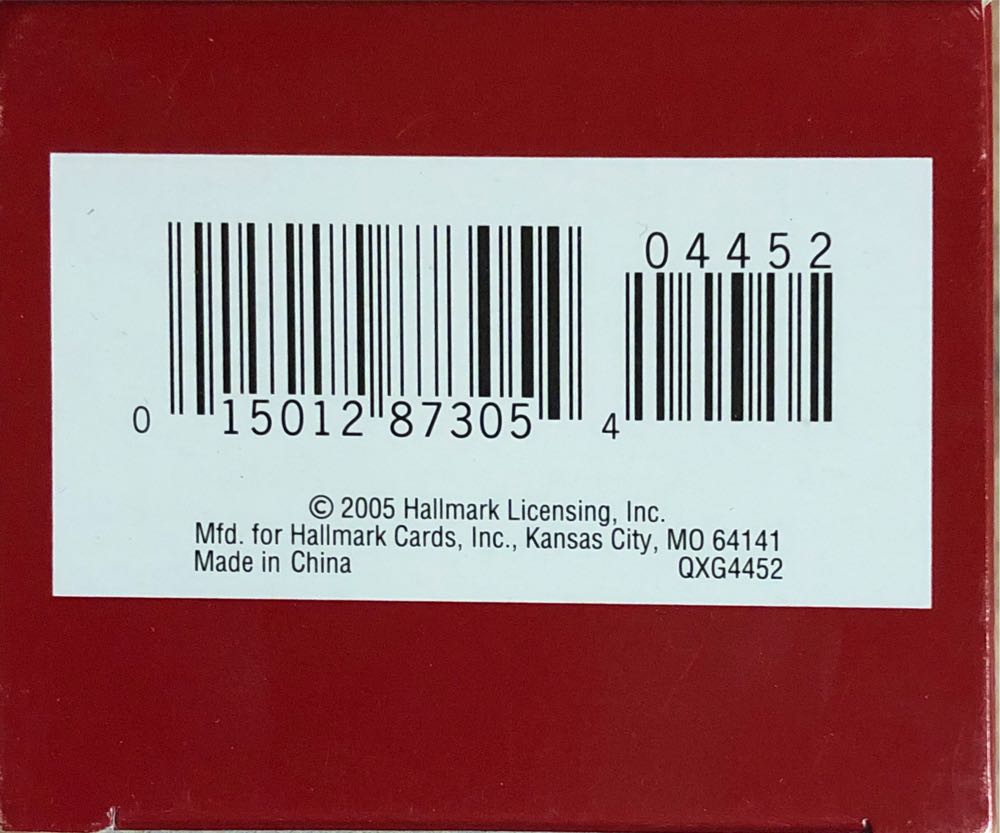 04452
0 15012 87305 4
© 2005 Hallmark Licensing, Inc.
Mfd. for Hallmark Cards, Inc., Kansas City, MO 64141
Made in China QXG4452